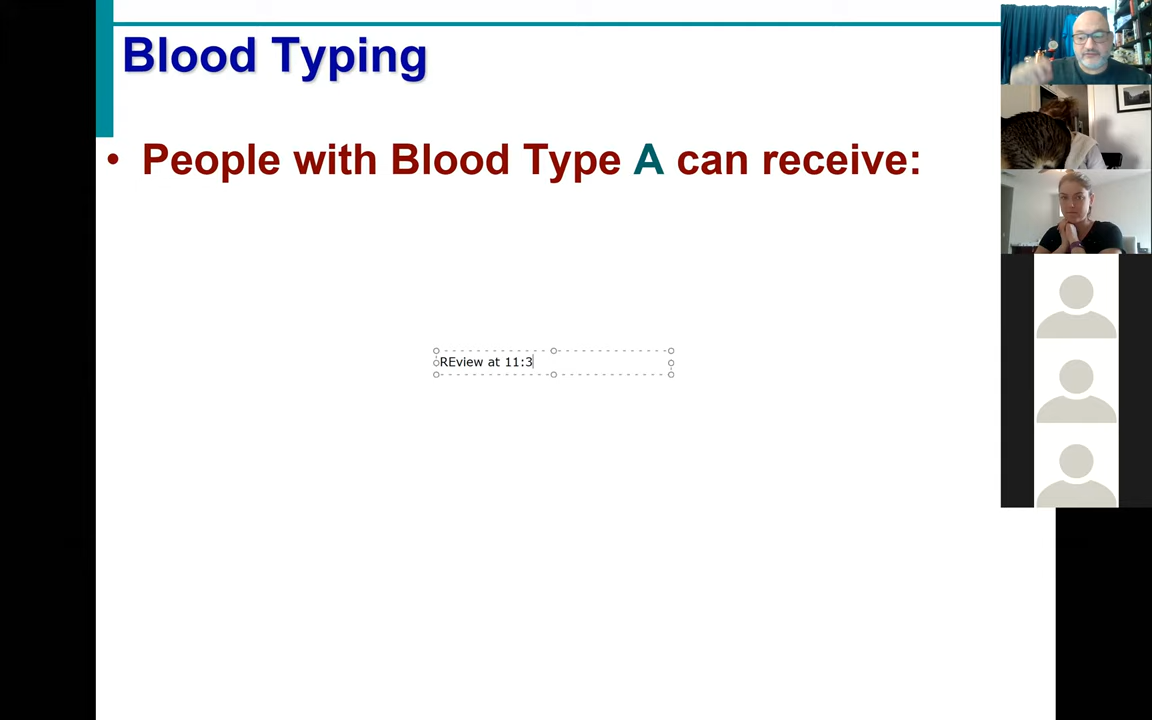 Blood Typing
• People with Blood Type A can receive:
REview at 11:3